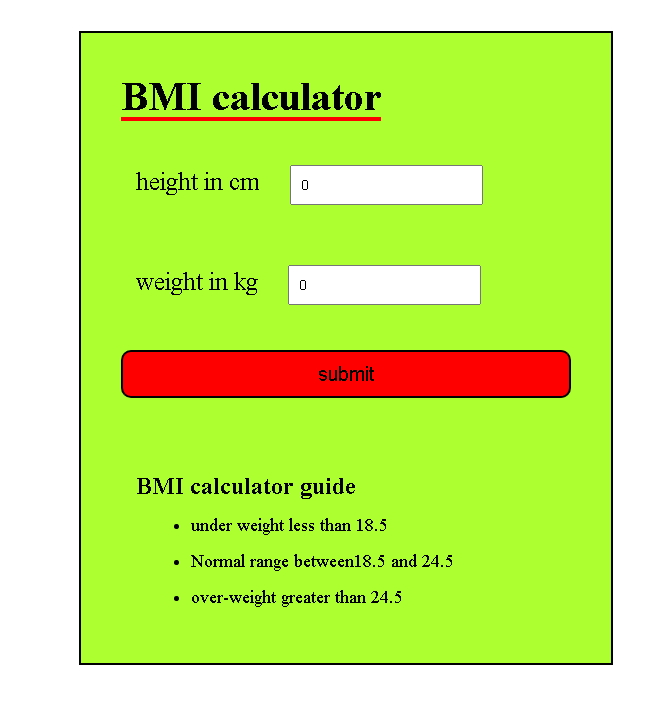 BMI calculator
height in cm 0
weight in kg 0
submit
BMI calculator guide
under weight less than 18.5
Normal range between18.5 and 24.5
over-weight greater than 24.5